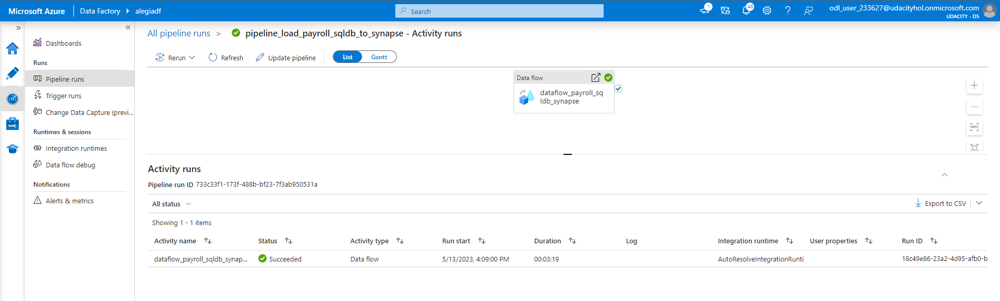 Microsoft Azure Data Factory alegiadf Search 1 46 odl_user_233627@udacityhol.onmicrosoft.com
UDACITY - DS
All pipeline runs > pipeline_load_payroll_sqldb_to_synapse - Activity runs
Dashboards
Rerun Refresh Update pipeline List Gantt
Runs
Pipeline runs
Trigger runs
Change Data Capture (previ...
Runtimes & sessions
Integration runtimes
Data flow debug
Notifications
Alerts & metrics
Data flow
dataflow_payroll_sq
ldb_synapse
100%
Activity runs
Pipeline run ID 733c33f1-173f-488b-bf23-7f3ab950531a
All status Export to CSV
Showing 1 - 1 items
Activity name Status Activity type Run start Duration Log Integration runtime User properties Run ID
dataflow_payroll_sqldb_synap... Succeeded Data flow 5/13/2023, 4:09:00 PM 00:03:19 AutoResolveIntegrationRunti 18c49e86-23a2-4d95-afb0-b